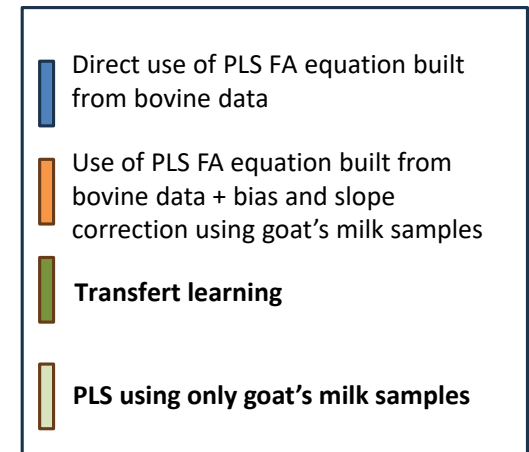 Direct use of PLS FA equation built
from bovine data
Use of PLS FA equation built from
bovine data + bias and slope
correction using goat’s milk samples
Transfert learning
PLS using only goat’s milk samples